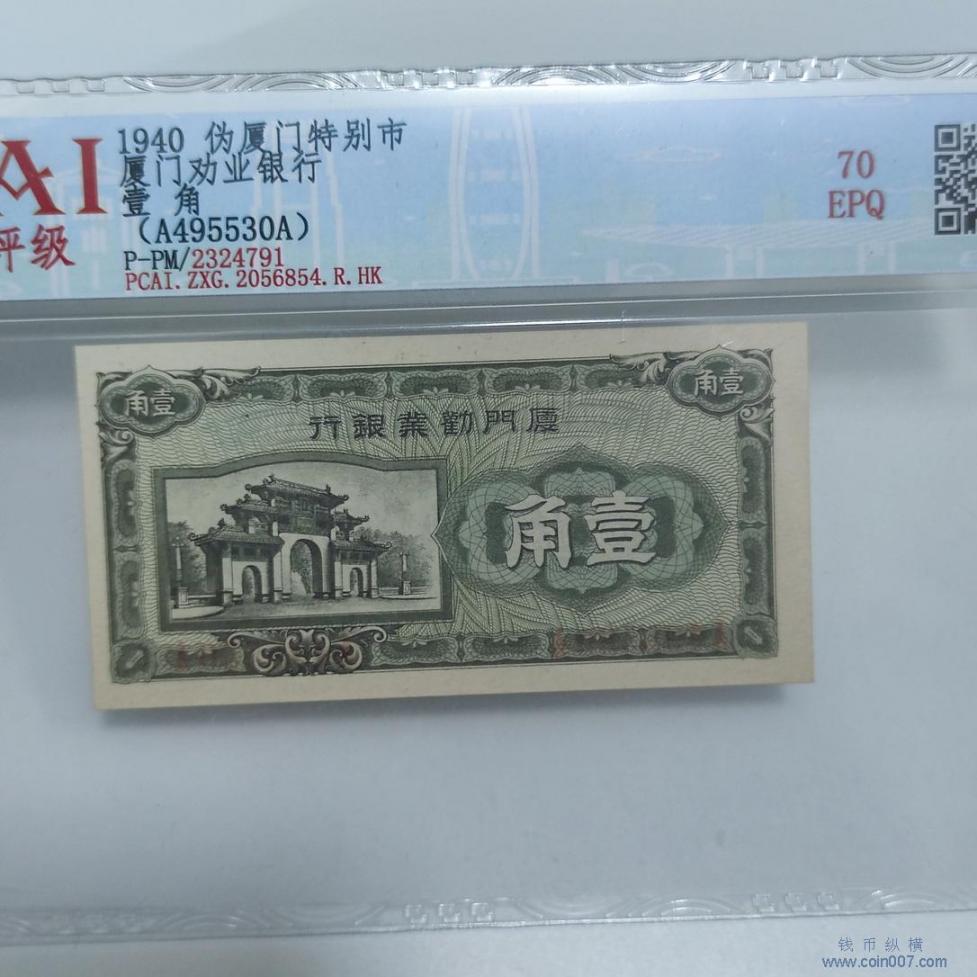 AI
评级
1940 伪厦门特别市
厦门劝业银行
壹 角
(A495530A)
P-PM/2324791
PCAI.ZXG.2056854.R.HK
70
EPQ
角壹
角壹
行銀業勸門廈
角壹
钱币纵横
www.coin007.com